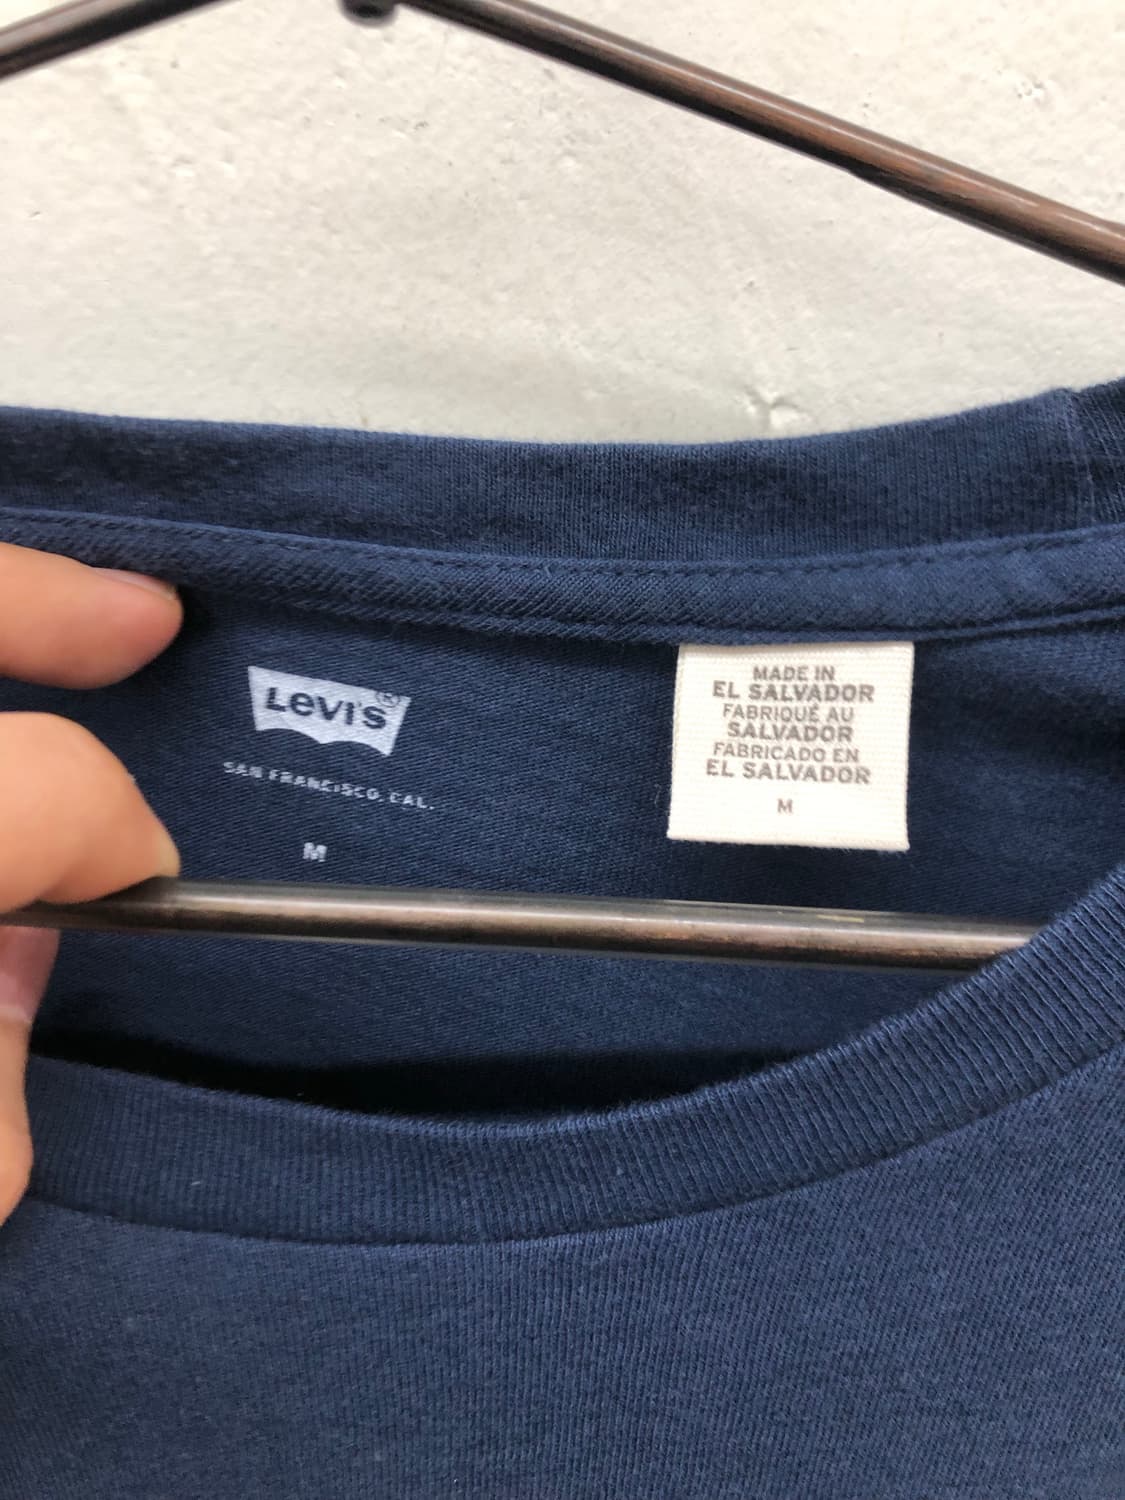 Levi's®
SAN FRANCISCO, CAL.
M
MADE IN
EL SALVADOR
FABRIQUÉ AU
SALVADOR
FABRICADO EN
EL SALVADOR
M